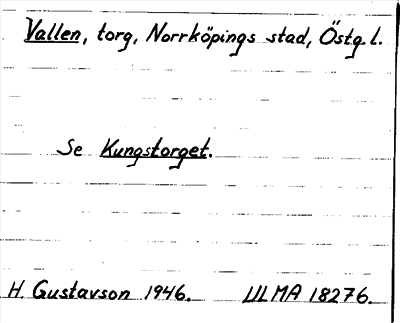 Vallen, torg, Norrköpings stad, Östg. l.
Se Kungstorget.
H. Gustavson 1946. ULMA 18276.